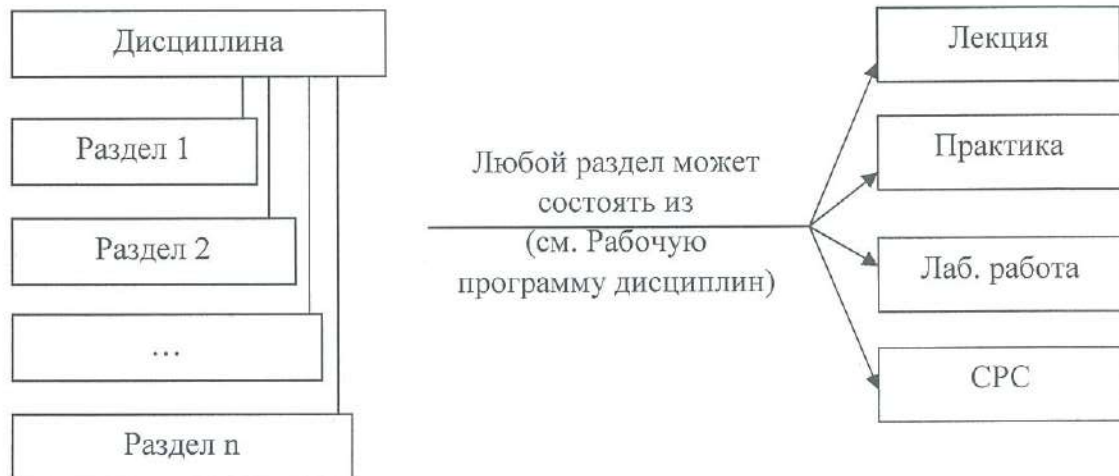 Дисциплина
Раздел 1
Раздел 2
...
Раздел n
Любой раздел может
состоять из
(см. Рабочую
программу дисциплин)
Лекция
Практика
Лаб. работа
СРС